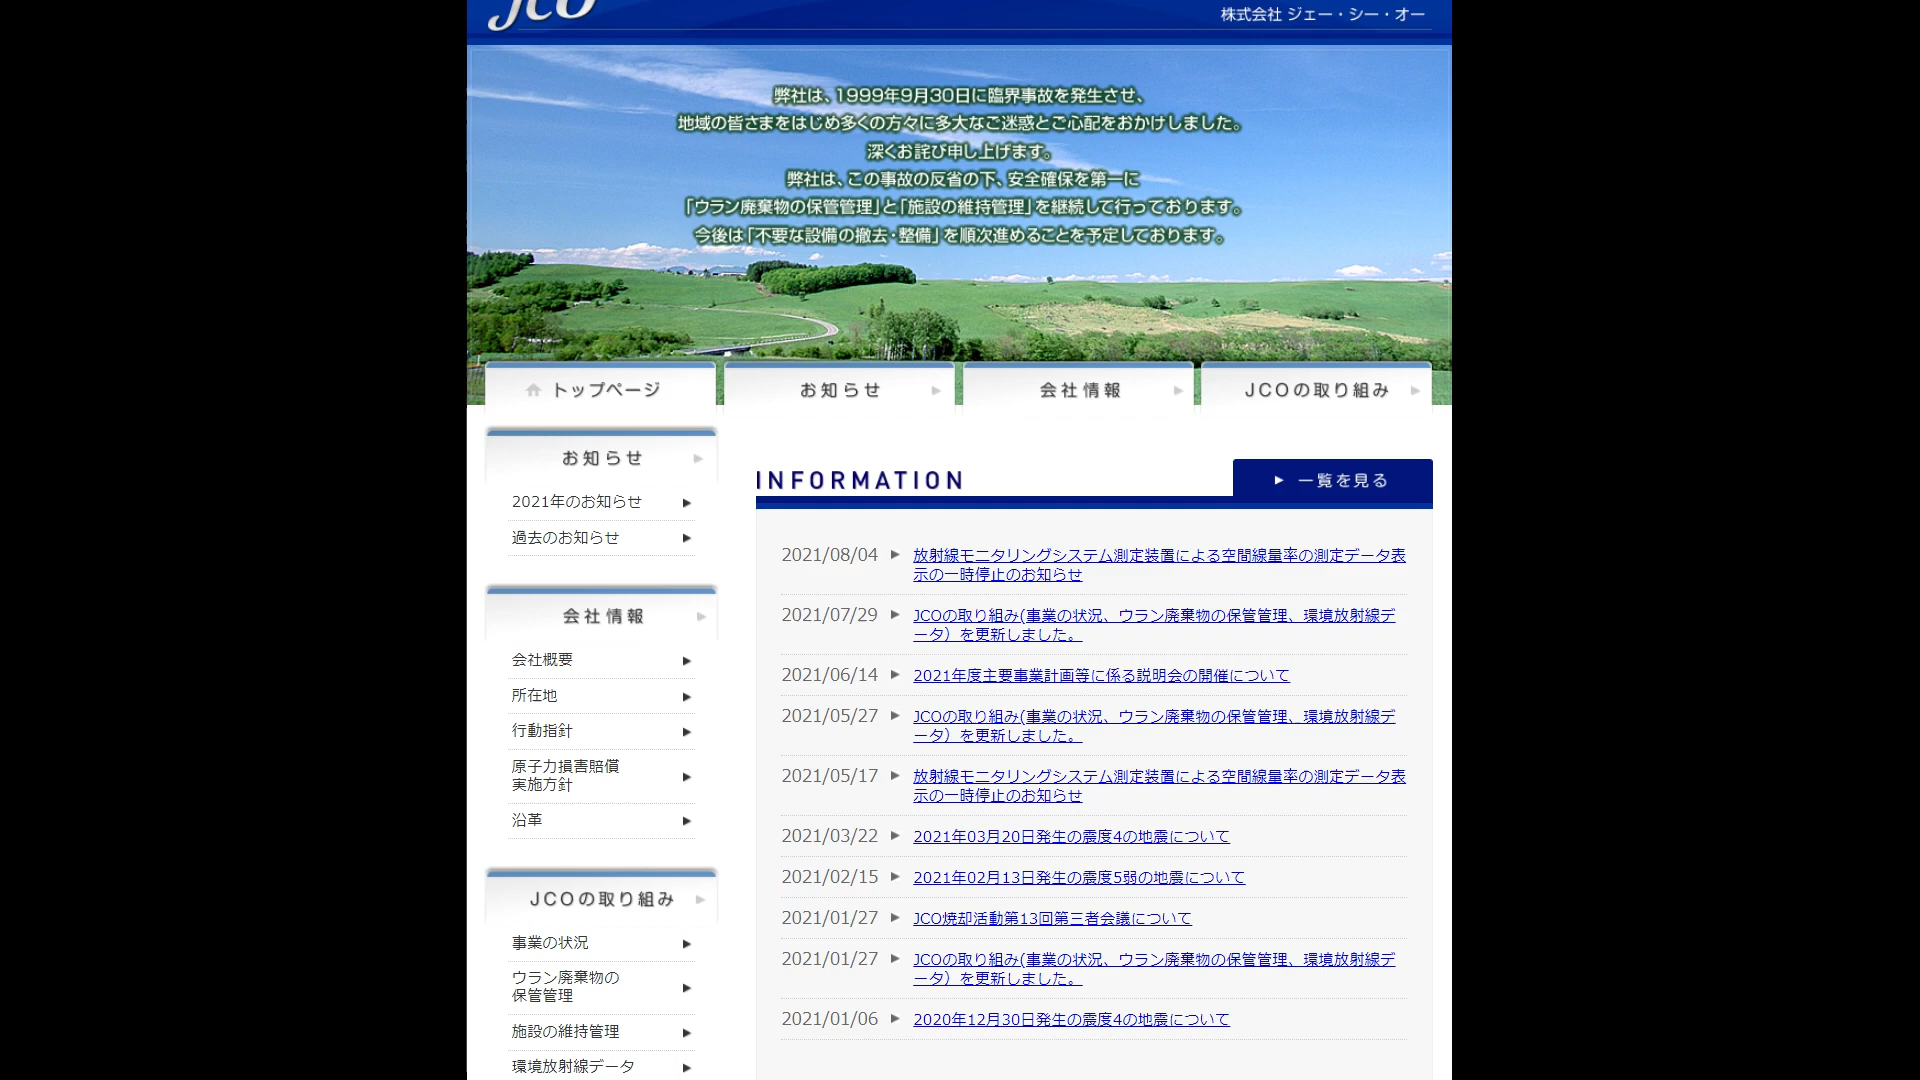 JCO
株式会社 ジェー・シー・オー
弊社は、1999年9月30日に臨界事故を発生させ、
地域の皆さまをはじめ多くの方々に多大なご迷惑とご心配をおかけしました。
深くお詫び申し上げます。
弊社は、この事故の反省の下、安全確保を第一に
「ウラン廃棄物の保管管理」と「施設の維持管理」を継続して行っております。
今後は「不要な設備の撤去・整備」を順次進めることを予定しております。
トップページ
お知らせ
会社情報
JCOの取り組み
お知らせ
2021年のお知らせ
過去のお知らせ
会社情報
会社概要
所在地
行動指針
原子力損害賠償
実施方針
沿革
JCOの取り組み
事業の状況
ウラン廃棄物の
保管管理
施設の維持管理
環境放射線データ
INFORMATION
一覧を見る
2021/08/04 放射線モニタリングシステム測定装置による空間線量率の測定データ表
示の一時停止のお知らせ
2021/07/29 JCOの取り組み(事業の状況、ウラン廃棄物の保管管理、環境放射線デ
ータ）を更新しました。
2021/06/14 2021年度主要事業計画等に係る説明会の開催について
2021/05/27 JCOの取り組み(事業の状況、ウラン廃棄物の保管管理、環境放射線デ
ータ）を更新しました。
2021/05/17 放射線モニタリングシステム測定装置による空間線量率の測定データ表
示の一時停止のお知らせ
2021/03/22 2021年03月20日発生の震度4の地震について
2021/02/15 2021年02月13日発生の震度5弱の地震について
2021/01/27 JCO焼却活動第13回第三者会議について
2021/01/27 JCOの取り組み(事業の状況、ウラン廃棄物の保管管理、環境放射線デ
ータ）を更新しました。
2021/01/06 2020年12月30日発生の震度4の地震について